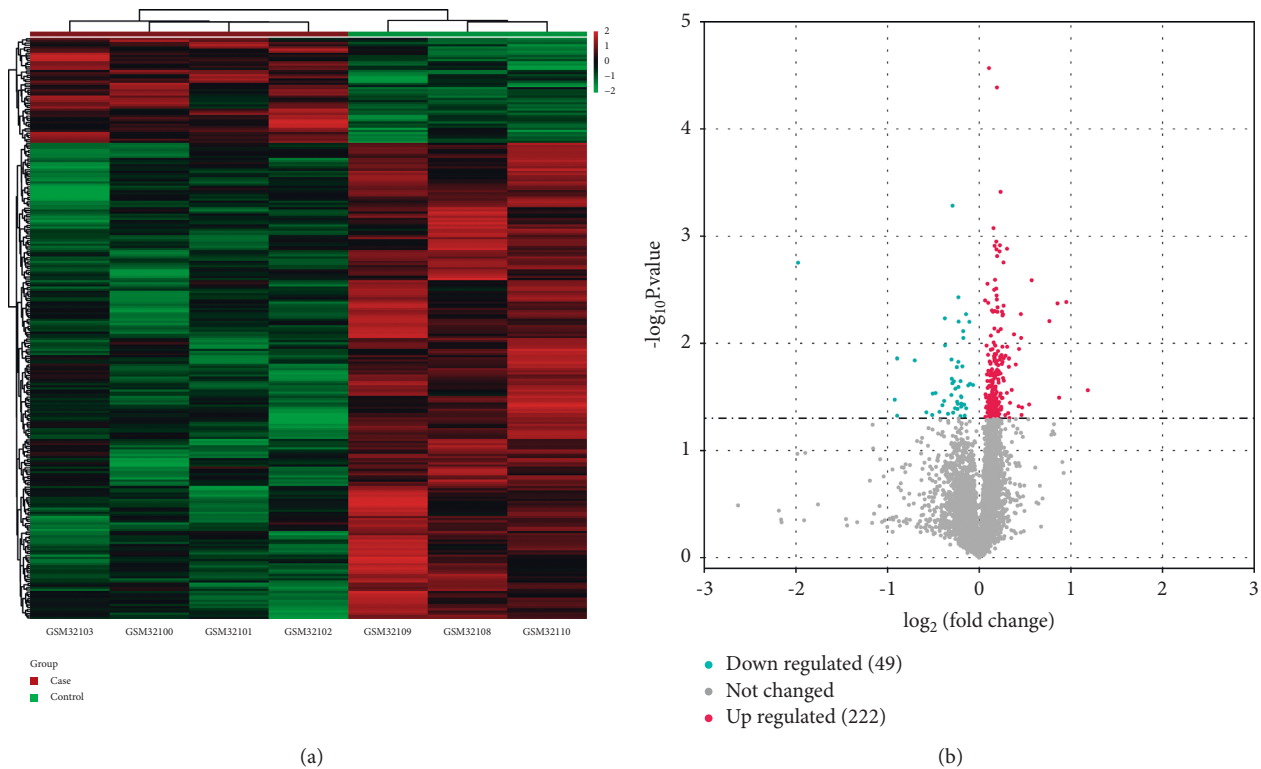 2
1
0
−1
−2
GSM32103 GSM32100 GSM32101 GSM32102 GSM32109 GSM32108 GSM32110
Group
Case
Control
(a)
5
4
3
2
1
0
-log10P.value
-3 -2 -1 0 1 2 3
log2 (fold change)
Down regulated (49)
Not changed
Up regulated (222)
(b)